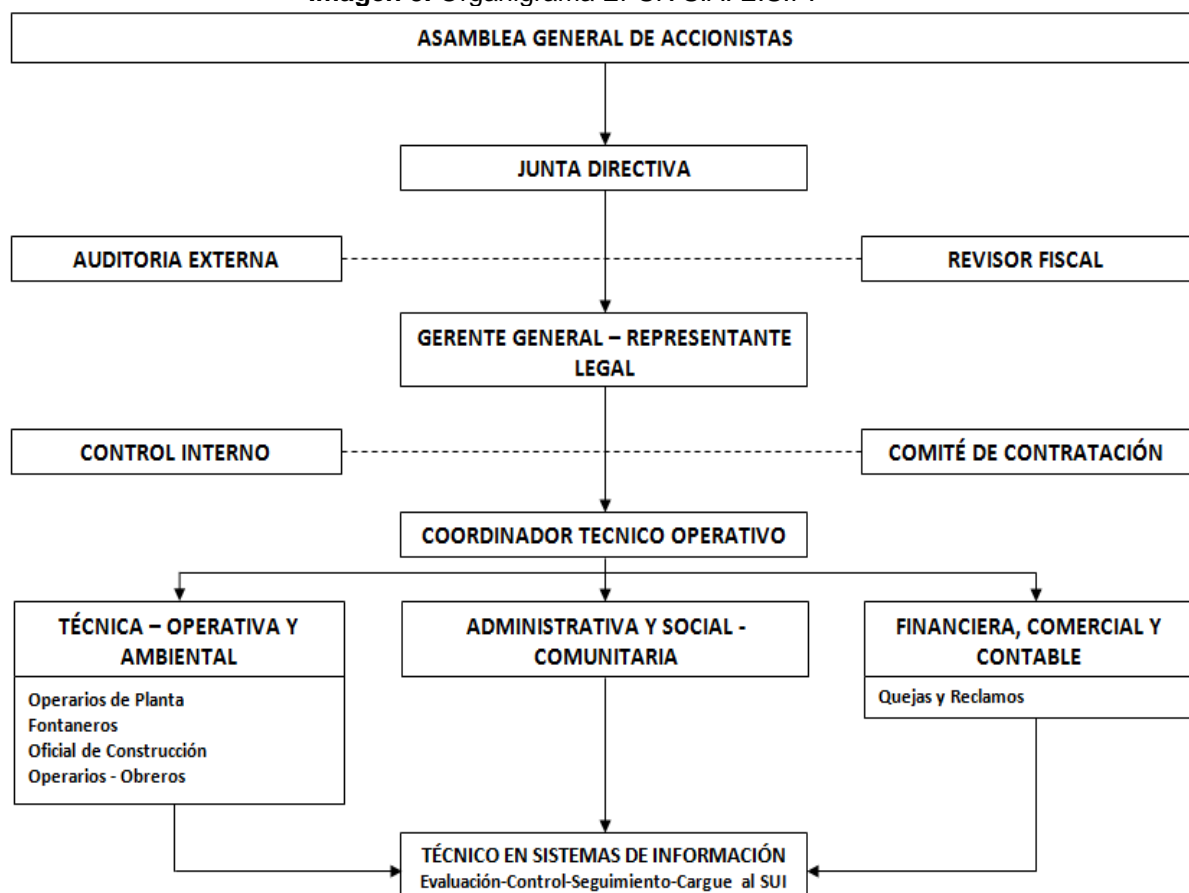 ASAMBLEA GENERAL DE ACCIONISTAS
JUNTA DIRECTIVA
AUDITORIA EXTERNA
REVISOR FISCAL
GERENTE GENERAL – REPRESENTANTE
LEGAL
CONTROL INTERNO
COMITÉ DE CONTRATACIÓN
COORDINADOR TECNICO OPERATIVO
TÉCNICA – OPERATIVA Y
AMBIENTAL
Operarios de Planta
Fontaneros
Oficial de Construcción
Operarios - Obreros
ADMINISTRATIVA Y SOCIAL -
COMUNITARIA
FINANCIERA, COMERCIAL Y
CONTABLE
Quejas y Reclamos
TÉCNICO EN SISTEMAS DE INFORMACIÓN
Evaluación-Control-Seguimiento-Cargue al SUI